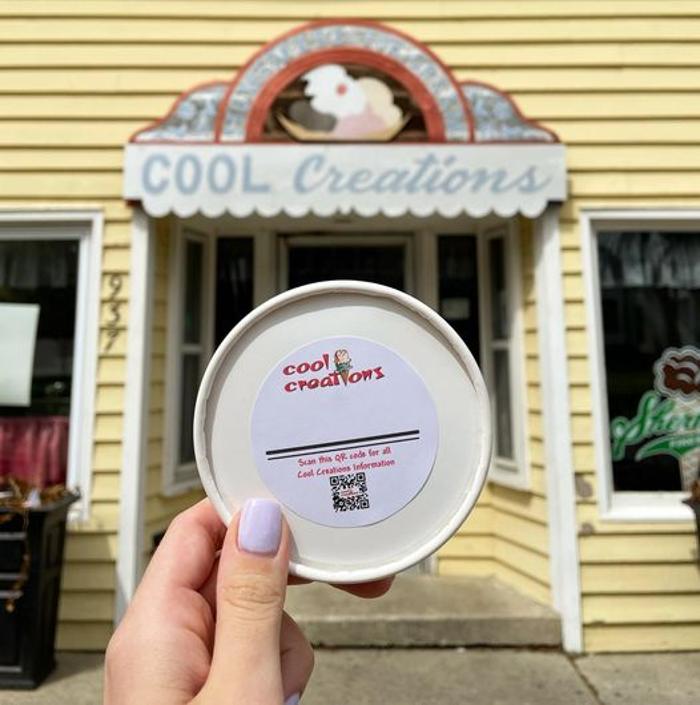 COOL Creations
937
cool
creations
Scan this QR code for all
Cool Creations Information